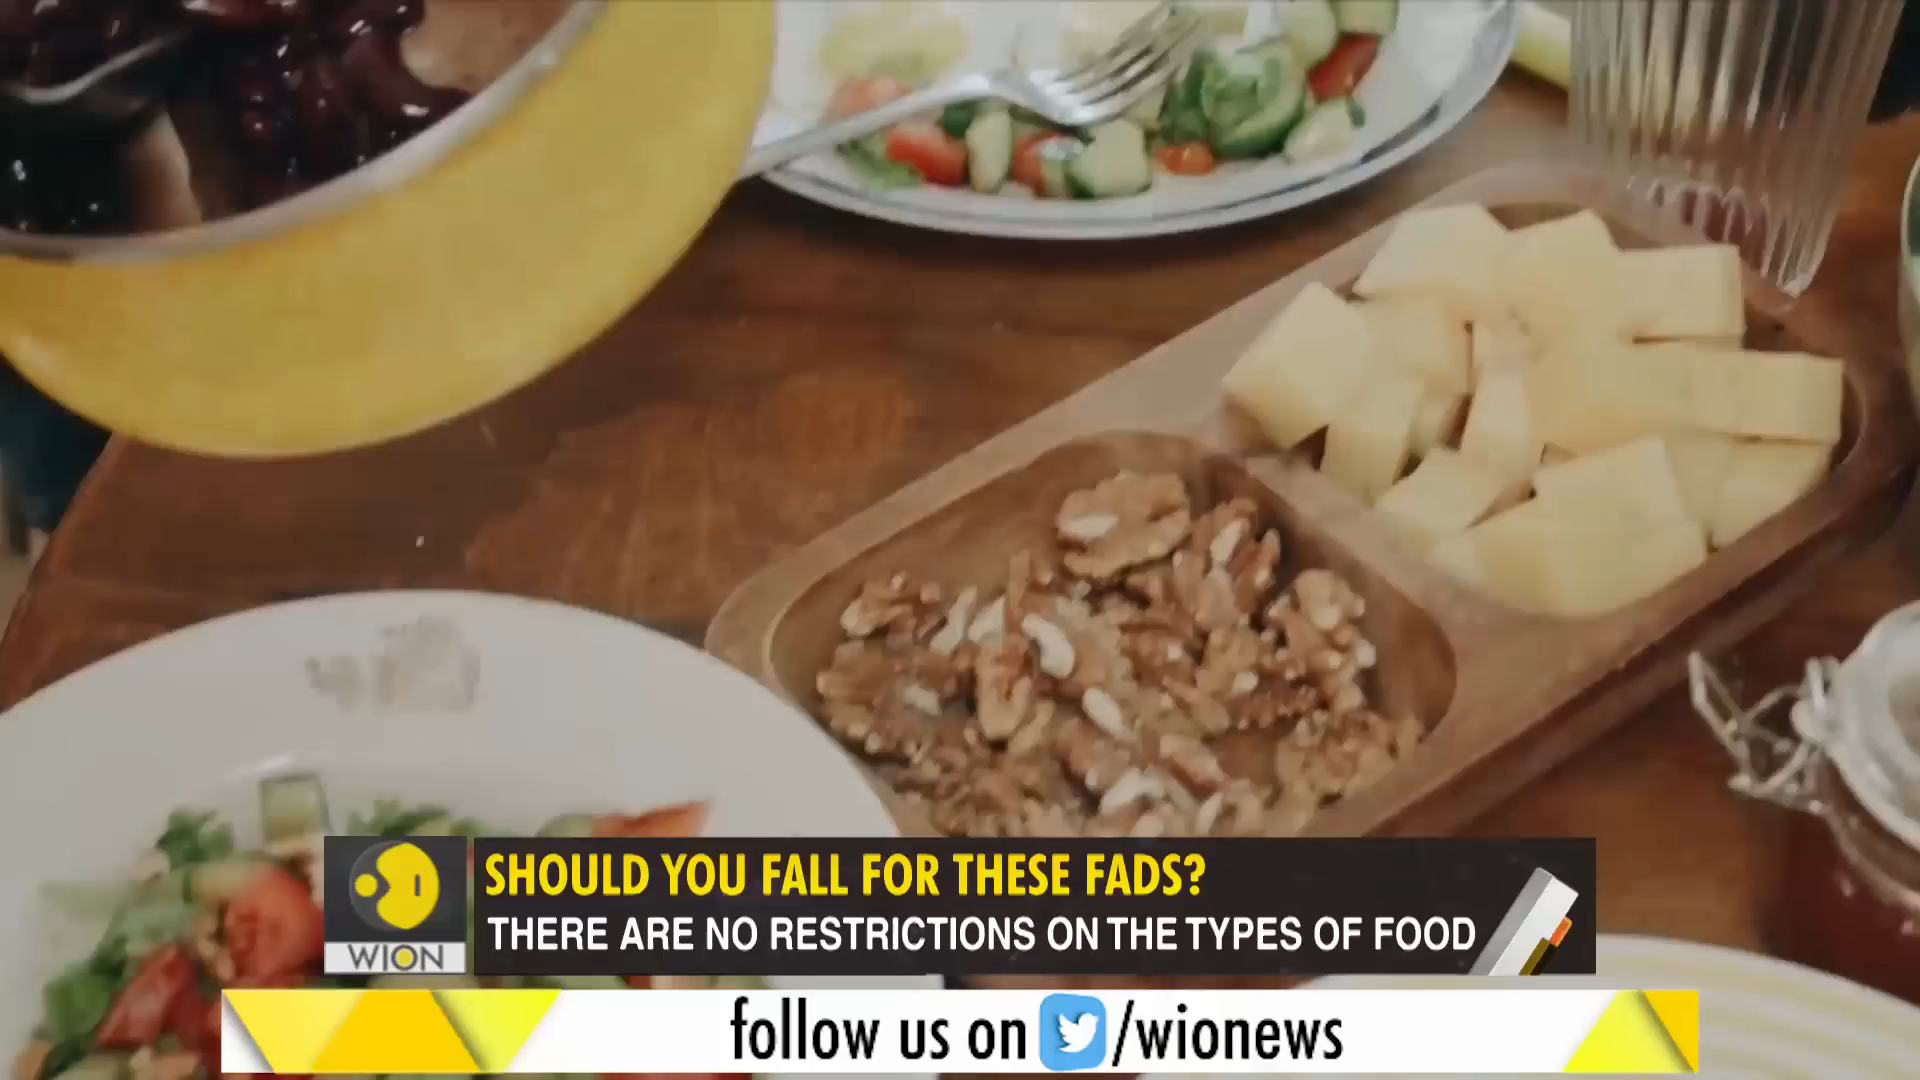 SHOULD YOU FALL FOR THESE FADS?
THERE ARE NO RESTRICTIONS ON THE TYPES OF FOOD
WION
follow us on /wionews